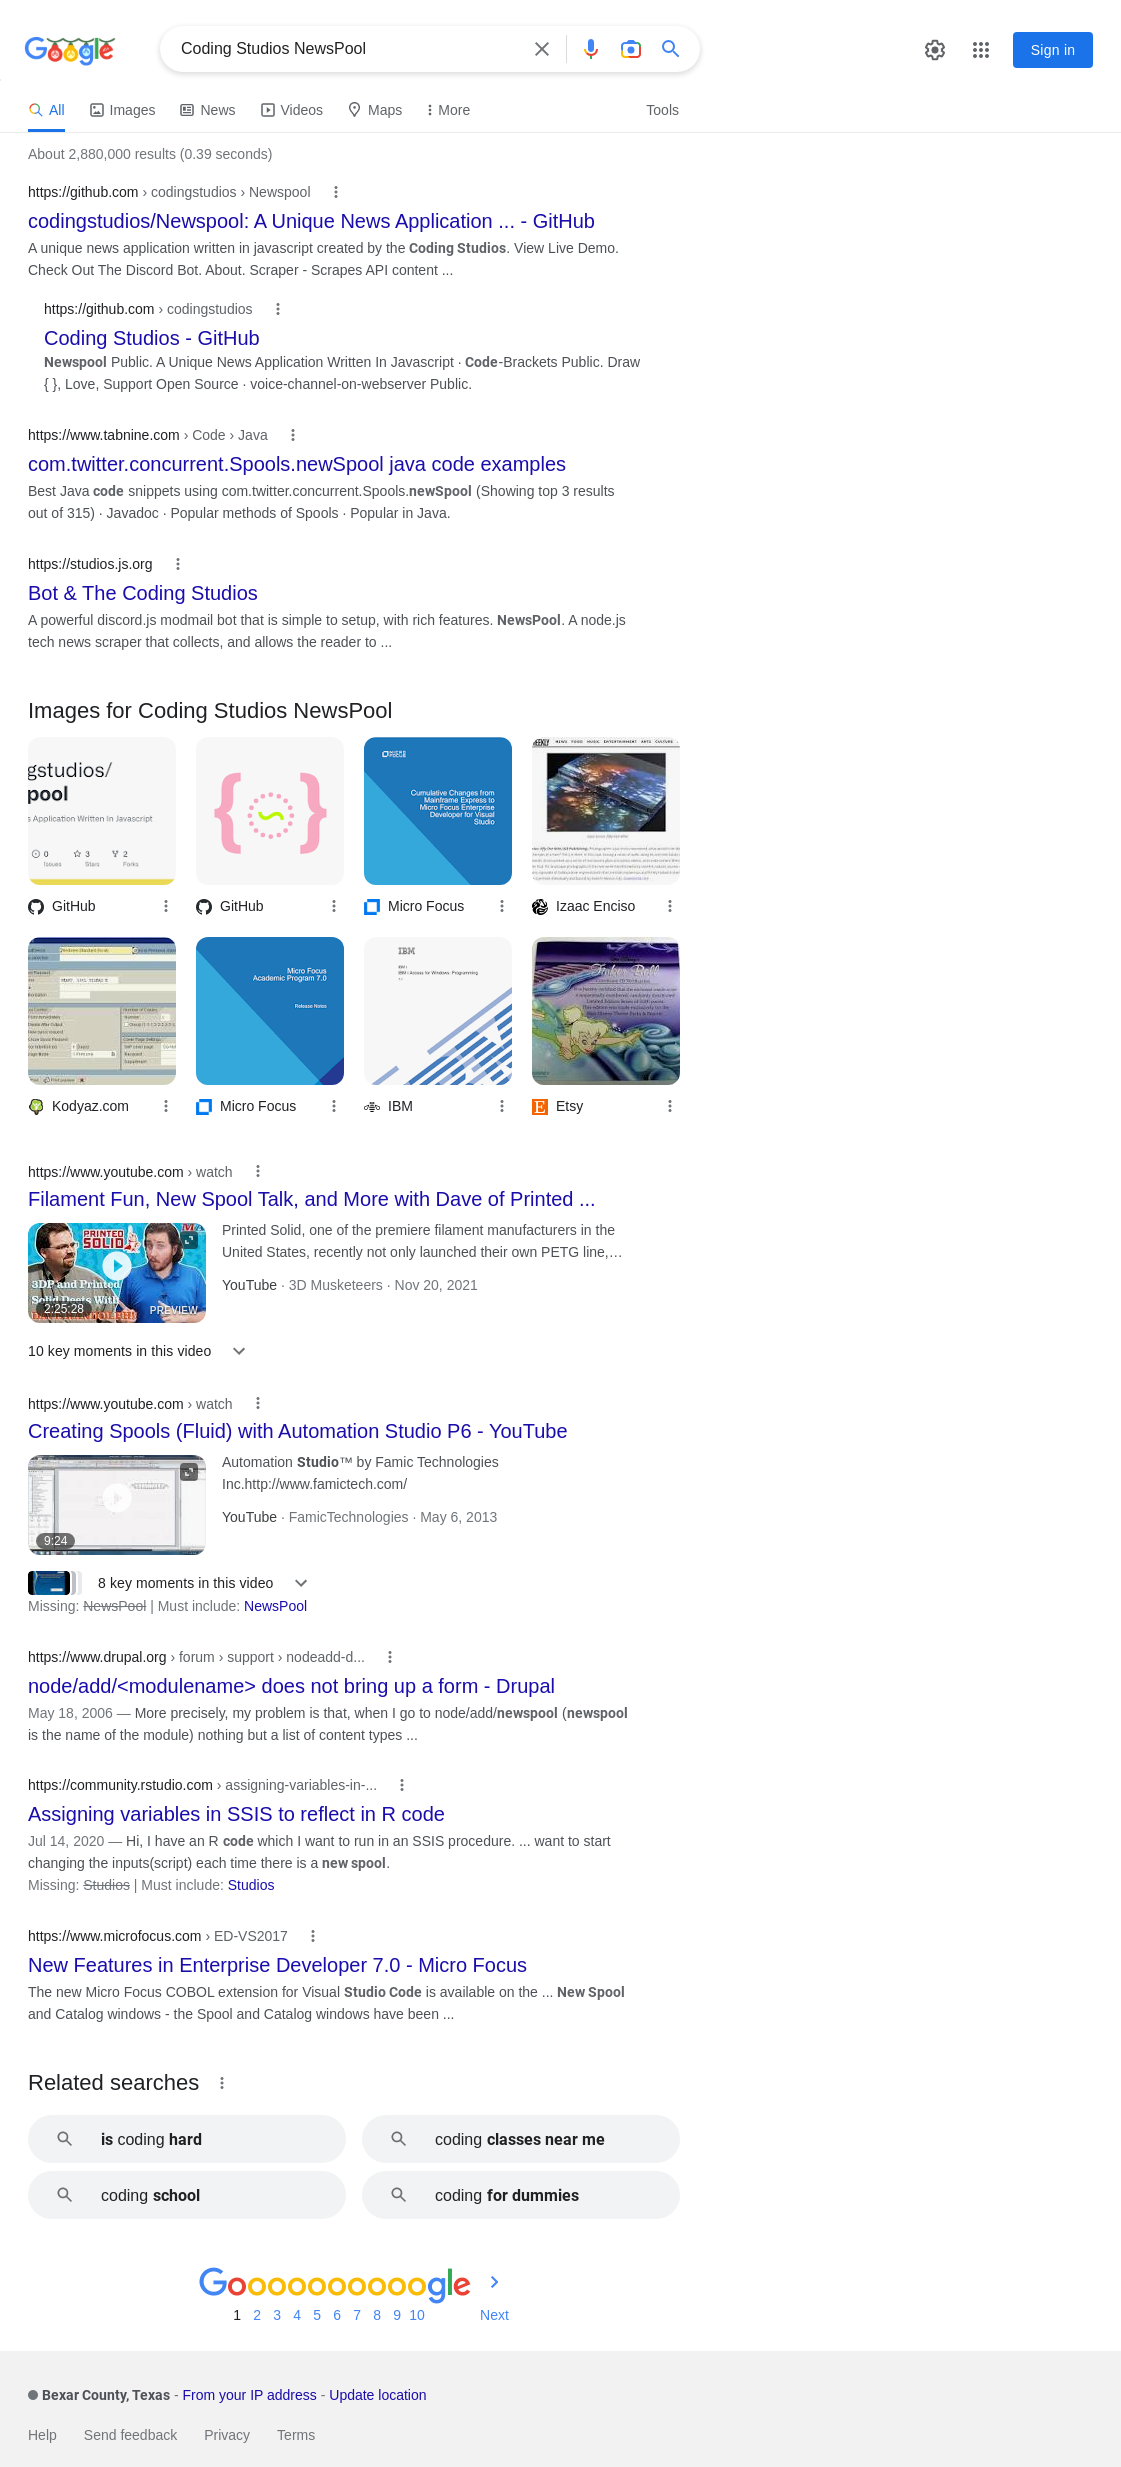 Google
Coding Studios NewsPool
Sign in
All
Images
News
Videos
Maps
More
Tools
About 2,880,000 results (0.39 seconds)
https://github.com › codingstudios › Newspool
codingstudios/Newspool: A Unique News Application ... - GitHub
A unique news application written in javascript created by the Coding Studios. View Live Demo.
Check Out The Discord Bot. About. Scraper - Scrapes API content ...
https://github.com › codingstudios
Coding Studios - GitHub
Newspool Public. A Unique News Application Written In Javascript · Code-Brackets Public. Draw
{ }, Love, Support Open Source · voice-channel-on-webserver Public.
https://www.tabnine.com › Code › Java
com.twitter.concurrent.Spools.newSpool java code examples
Best Java code snippets using com.twitter.concurrent.Spools.newSpool (Showing top 3 results
out of 315) · Javadoc · Popular methods of Spools · Popular in Java.
https://studios.js.org
Bot & The Coding Studios
A powerful discord.js modmail bot that is simple to setup, with rich features. NewsPool. A node.js
tech news scraper that collects, and allows the reader to ...
Images for Coding Studios NewsPool
gstudios/
pool
s Application Written In Javascript
0
Issues
3
Stars
2
Forks
MICRO FOCUS
Cumulative Changes from
Mainframe Express to
Micro Focus Enterprise
Developer for Visual
Studio
NEWS FOOD MUSIC ENTERTAINMENT ARTS CULTURE
GitHub
GitHub
Micro Focus
Izaac Enciso
Micro Focus
Academic Program 7.0
Release Notes
IBM
IBM i
IBM i Access for Windows: Programming
Tinker Bell
Kodyaz.com
Micro Focus
IBM
Etsy
https://www.youtube.com › watch
Filament Fun, New Spool Talk, and More with Dave of Printed ...
PRINTED
SOLID
3DP and Printed
Solid Deets With
2:25:28
PREVIEW
Printed Solid, one of the premiere filament manufacturers in the
United States, recently not only launched their own PETG line,…
YouTube · 3D Musketeers · Nov 20, 2021
10 key moments in this video
https://www.youtube.com › watch
Creating Spools (Fluid) with Automation Studio P6 - YouTube
9:24
Automation Studio™ by Famic Technologies
Inc.http://www.famictech.com/
YouTube · FamicTechnologies · May 6, 2013
8 key moments in this video
Missing: NewsPool | Must include: NewsPool
https://www.drupal.org › forum › support › nodeadd-d...
node/add/<modulename> does not bring up a form - Drupal
May 18, 2006 — More precisely, my problem is that, when I go to node/add/newspool (newspool
is the name of the module) nothing but a list of content types ...
https://community.rstudio.com › assigning-variables-in-...
Assigning variables in SSIS to reflect in R code
Jul 14, 2020 — Hi, I have an R code which I want to run in an SSIS procedure. ... want to start
changing the inputs(script) each time there is a new spool.
Missing: Studios | Must include: Studios
https://www.microfocus.com › ED-VS2017
New Features in Enterprise Developer 7.0 - Micro Focus
The new Micro Focus COBOL extension for Visual Studio Code is available on the ... New Spool
and Catalog windows - the Spool and Catalog windows have been ...
Related searches
is coding hard
coding classes near me
coding school
coding for dummies
Goooooooooogle
1 2 3 4 5 6 7 8 9 10 Next
Bexar County, Texas - From your IP address - Update location
Help Send feedback Privacy Terms